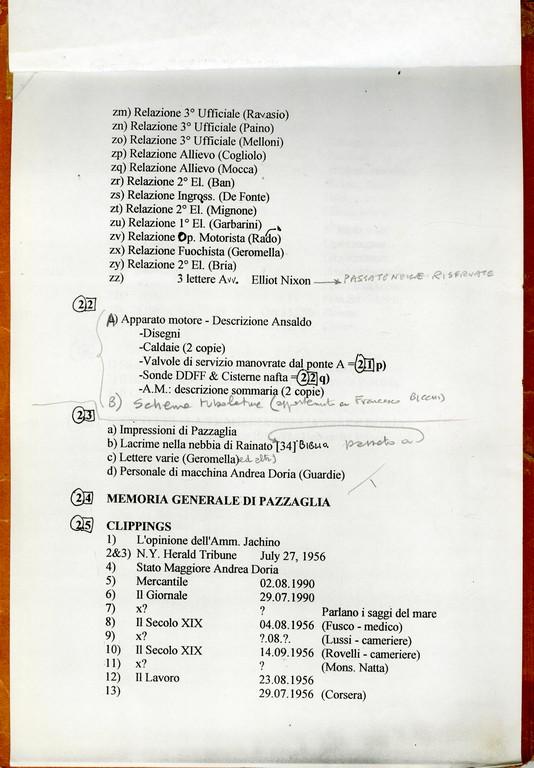 zm) Relazione 3° Ufficiale (Ravasio)
zn) Relazione 3° Ufficiale (Paino)
zo) Relazione 3° Ufficiale (Melloni)
zp) Relazione Allievo (Cogliolo)
zq) Relazione Allievo (Mocca)
zr) Relazione 2° El. (Ban)
zs) Relazione Ingross. (De Fonte)
zt) Relazione 2° El. (Mignone)
zu) Relazione 1° El. (Garbarini)
zv) Relazione Op. Motorista (Rado)
zx) Relazione Fuochista (Geromella)
zy) Relazione 2° El. (Bria)
zz) 3 lettere Avv. Elliot Nixon PASSATO NELLE RISERVATE
22
A) Apparato motore - Descrizione Ansaldo
-Disegni
-Caldaie (2 copie)
-Valvole di servizio manovrate dal ponte A = 21 p)
-Sonde DDFF & Cisterne nafta = 22 q)
-A.M.: descrizione sommaria (2 copie)
B) Schema tubolature Francesco
23
a) Impressioni di Pazzaglia
b) Lacrime nella nebbia di Rainato [34] BIBLIA passato a
c) Lettere varie (Geromella) ed altri)
d) Personale di macchina Andrea Doria (Guardie)
24 MEMORIA GENERALE DI PAZZAGLIA
25 CLIPPINGS
1) L'opinione dell'Amm. Jachino
2&3) N.Y. Herald Tribune July 27, 1956
4) Stato Maggiore Andrea Doria
5) Mercantile 02.08.1990
6) Il Giornale 29.07.1990
7) x? ? Parlano i saggi del mare
8) Il Secolo XIX 04.08.1956 (Fusco - medico)
9) x? ?.08.?. (Lussi - cameriere)
10) Il Secolo XIX 14.09.1956 (Rovelli - cameriere)
11) x? ? (Mons. Natta)
12) Il Lavoro 23.08.1956
13) 29.07.1956 (Corsera)